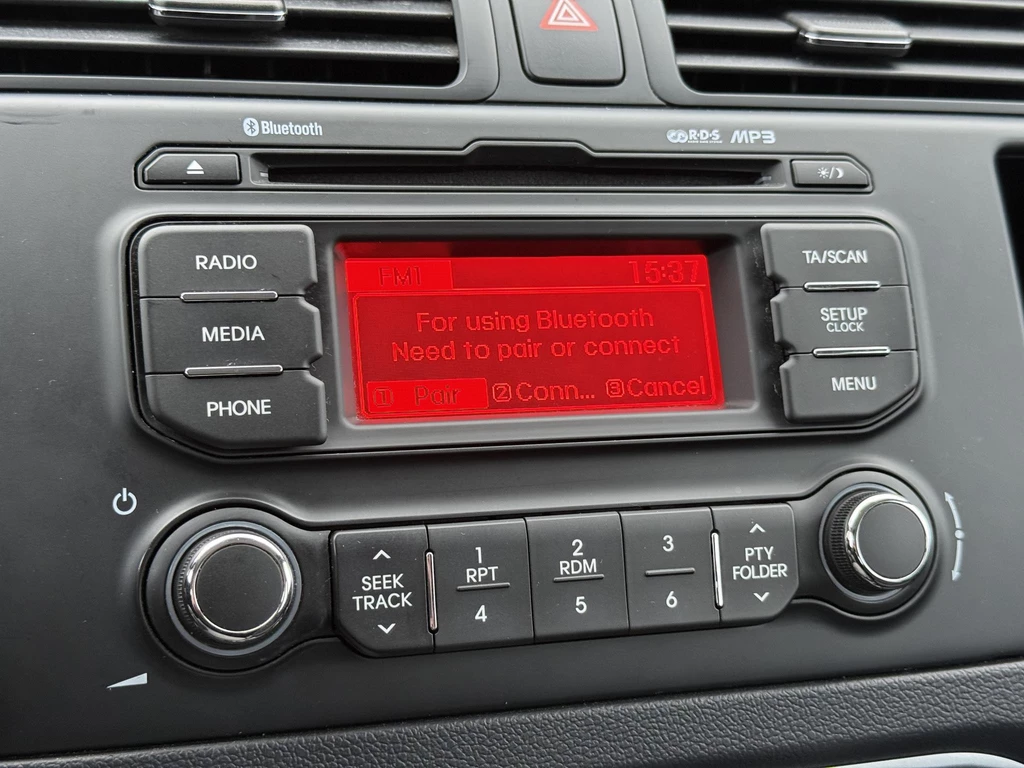 Bluetooth
R·D·S MP3
RADIO
MEDIA
PHONE
FM1 15:37
For using Bluetooth
Need to pair or connect
1 Pair 2 Conn... 3 Cancel
TA/SCAN
SETUP
CLOCK
MENU
SEEK
TRACK
1
RPT
4
2
RDM
5
3
6
PTY
FOLDER